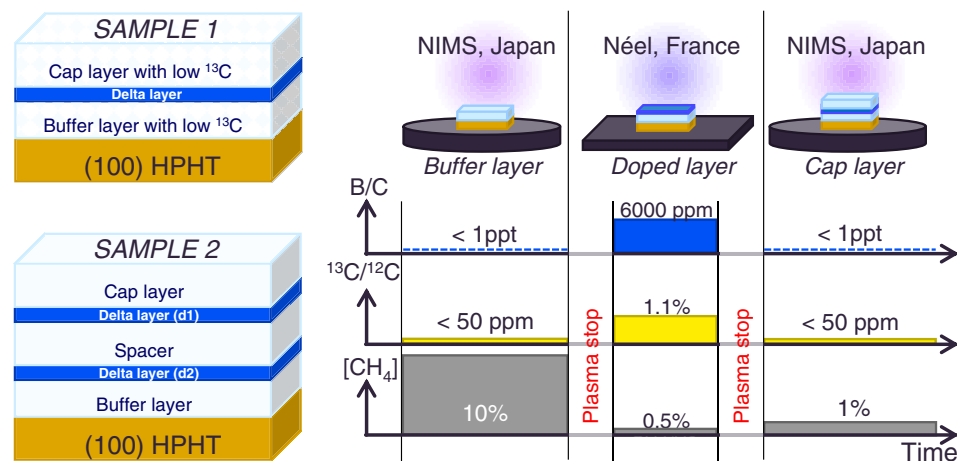 SAMPLE 1
Cap layer with low ¹³C
Delta layer
Buffer layer with low ¹³C
(100) HPHT
SAMPLE 2
Cap layer
Delta layer (d1)
Spacer
Delta layer (d2)
Buffer layer
(100) HPHT
NIMS, Japan
Néel, France
NIMS, Japan
Buffer layer
Doped layer
Cap layer
B/C
< 1ppt
6000 ppm
< 1ppt
¹³C/¹²C
< 50 ppm
1.1%
< 50 ppm
Plasma stop
Plasma stop
[CH₄]
10%
0.5%
1%
Time